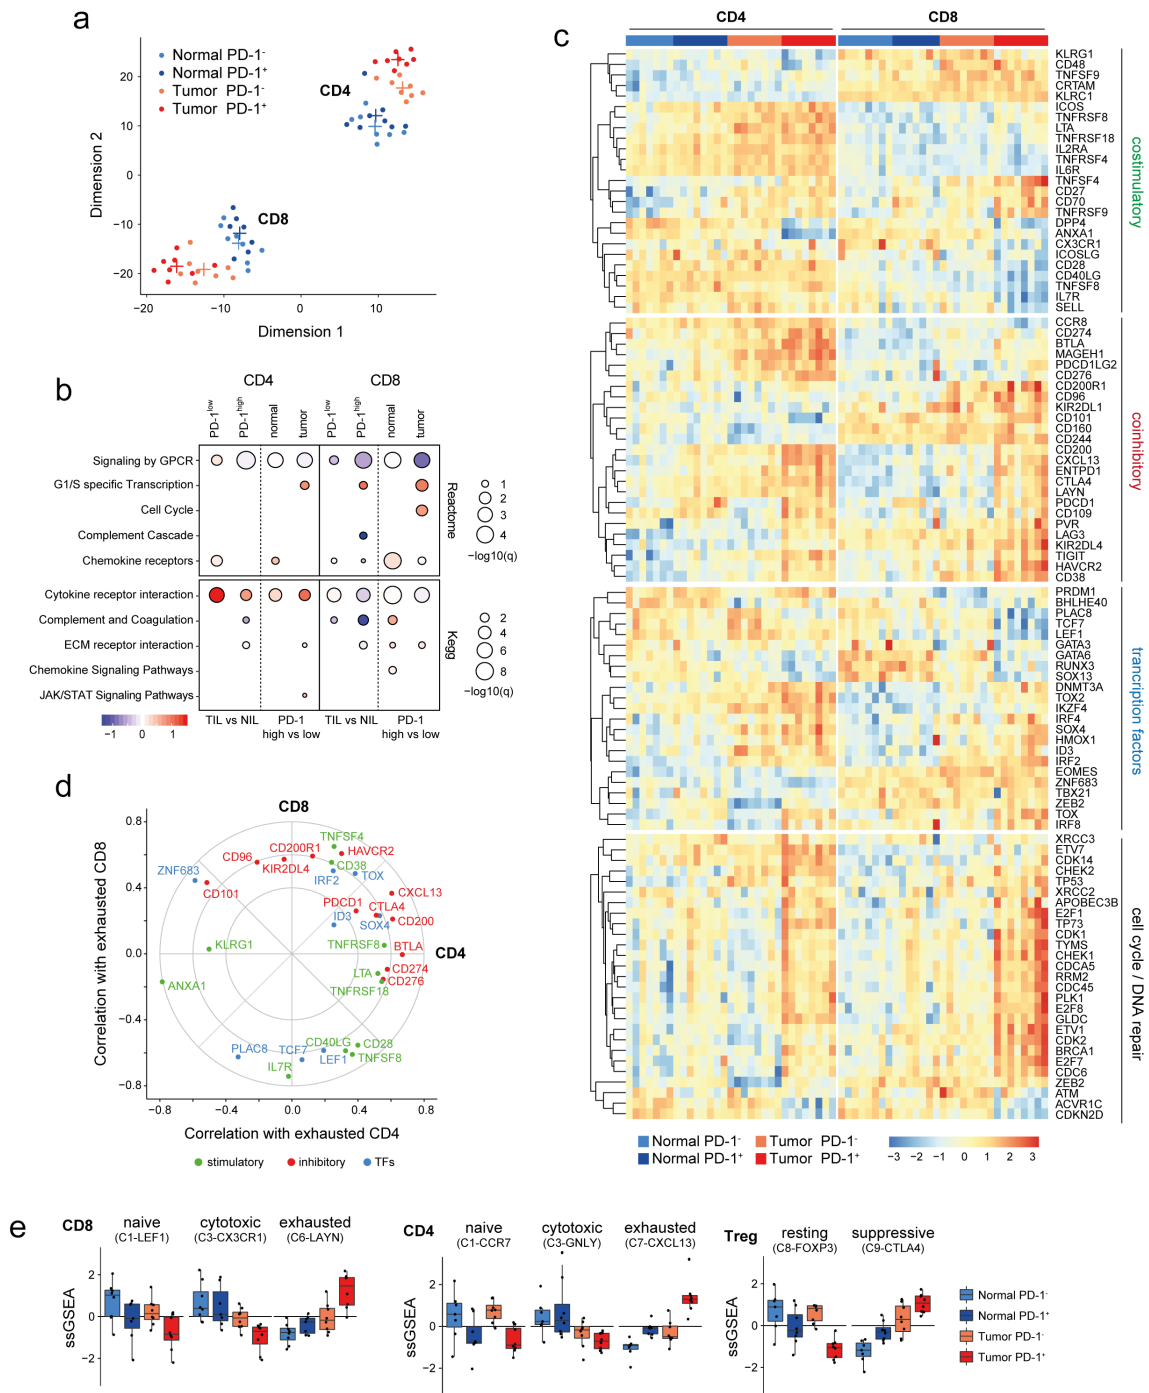 a
Normal PD-1-
Normal PD-1+
Tumor PD-1-
Tumor PD-1+
CD4
CD8
20
10
0
−10
−20
−20
−10
0
10
Dimension 1
Dimension 2
b
CD4
CD8
PD-1low
PD-1high
normal
tumor
PD-1low
PD-1high
normal
tumor
Signaling by GPCR
G1/S specific Transcription
Cell Cycle
Complement Cascade
Chemokine receptors
Reactome
1
2
3
4
−log10(q)
Cytokine receptor interaction
Complement and Coagulation
ECM receptor interaction
Chemokine Signaling Pathways
JAK/STAT Signaling Pathways
Kegg
2
4
6
8
−log10(q)
−1
0
1
TIL vs NIL
PD-1
high vs low
TIL vs NIL
PD-1
high vs low
c
CD4
CD8
KLRG1
CD48
TNFSF9
CRTAM
KLRC1
ICOS
TNFRSF8
LTA
TNFRSF18
IL2RA
TNFRSF4
IL6R
TNFSF4
CD27
CD70
TNFRSF9
DPP4
ANXA1
CX3CR1
ICOSLG
CD28
CD40LG
TNFSF8
IL7R
SELL
costimulatory
CCR8
CD274
BTLA
MAGEH1
PDCD1LG2
CD276
CD200R1
CD96
KIR2DL1
CD101
CD160
CD244
CD200
CXCL13
ENTPD1
CTLA4
LAYN
PDCD1
CD109
PVR
LAG3
KIR2DL4
TIGIT
HAVCR2
CD38
coinhibitory
PRDM1
BHLHE40
PLAC8
TCF7
LEF1
GATA3
GATA6
RUNX3
SOX13
DNMT3A
TOX2
IKZF4
IRF4
SOX4
HMOX1
ID3
IRF2
EOMES
ZNF683
TBX21
ZEB2
TOX
IRF8
trancription factors
XRCC3
ETV7
CDK14
CHEK2
TP53
XRCC2
APOBEC3B
E2F1
TP73
CDK1
TYMS
CHEK1
CDCA5
RRM2
CDC45
PLK1
E2F8
GLDC
ETV1
CDK2
BRCA1
E2F7
CDC6
ZEB2
ATM
ACVR1C
CDKN2D
cell cycle / DNA repair
Normal PD-1-
Normal PD-1+
Tumor PD-1-
Tumor PD-1+
−3
−2
−1
0
1
2
3
d
CD8
0.8
0.4
0.0
−0.4
−0.8
Correlation with exhausted CD8
TNFSF4
CD200R1
HAVCR2
CD96
KIR2DL4
CD38
ZNF683
IRF2
TOX
CD101
CXCL13
PDCD1
CTLA4
ID3
SOX4
CD200
KLRG1
TNFRSF8
BTLA
CD4
LTA
CD274
CD276
TNFRSF18
ANXA1
PLAC8
TCF7
CD40LG
CD28
LEF1
TNFSF8
IL7R
−0.8
−0.4
0.0
0.4
0.8
Correlation with exhausted CD4
stimulatory
inhibitory
TFs
e
CD8
naive
(C1-LEF1)
cytotoxic
(C3-CX3CR1)
exhausted
(C6-LAYN)
ssGSEA
2
0
−2
CD4
naive
(C1-CCR7
cytotoxic
(C3-GNLY)
exhausted
(C7-CXCL13)
ssGSEA
2
0
−2
Treg
resting
(C8-FOXP3)
suppressive
(C9-CTLA4)
ssGSEA
2
0
−2
Normal PD-1-
Normal PD-1+
Tumor PD-1-
Tumor PD-1+